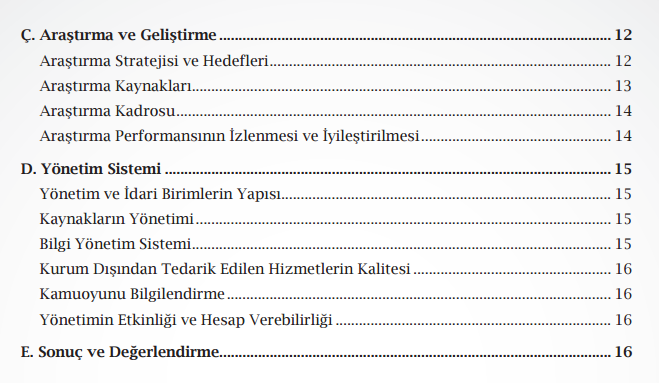 Ç. Araştırma ve Geliştirme ........ 12
Araştırma Stratejisi ve Hedefleri ........ 12
Araştırma Kaynakları ........ 13
Araştırma Kadrosu ........ 14
Araştırma Performansının İzlenmesi ve İyileştirilmesi ........ 14
D. Yönetim Sistemi ........ 15
Yönetim ve İdari Birimlerin Yapısı ........ 15
Kaynakların Yönetimi ........ 15
Bilgi Yönetim Sistemi ........ 15
Kurum Dışından Tedarik Edilen Hizmetlerin Kalitesi ........ 16
Kamuoyunu Bilgilendirme ........ 16
Yönetimin Etkinliği ve Hesap Verebilirliği ........ 16
E. Sonuç ve Değerlendirme ........ 16